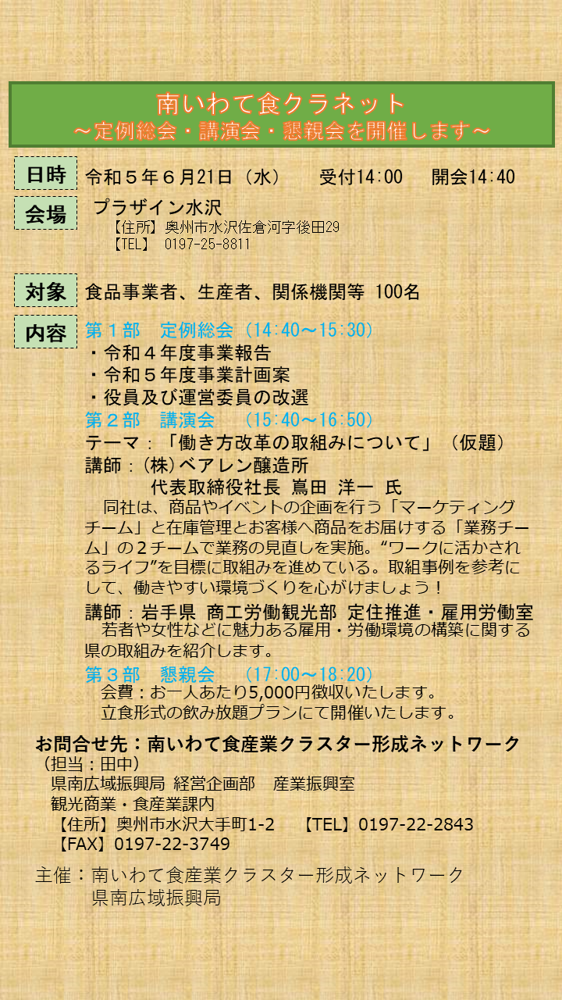 南いわて食クラネット
～定例総会・講演会・懇親会を開催します～
日時 令和５年６月21日（水） 受付14:00 開会14:40
会場 プラザイン水沢
【住所】奥州市水沢佐倉河字後田29
【TEL】 0197-25-8811
対象 食品事業者、生産者、関係機関等 100名
内容 第１部 定例総会（14:40～15:30）
・令和４年度事業報告
・令和５年度事業計画案
・役員及び運営委員の改選
第２部 講演会 （15:40～16:50）
テーマ：「働き方改革の取組みについて」（仮題）
講師：(株)ベアレン醸造所
代表取締役社長 嶌田 洋一 氏
同社は、商品やイベントの企画を行う「マーケティング
チーム」と在庫管理とお客様へ商品をお届けする「業務チー
ム」の２チームで業務の見直しを実施。“ワークに活かされ
るライフ”を目標に取組みを進めている。取組事例を参考に
して、働きやすい環境づくりを心がけましょう！
講師：岩手県 商工労働観光部 定住推進・雇用労働室
若者や女性などに魅力ある雇用・労働環境の構築に関する
県の取組みを紹介します。
第３部 懇親会 （17:00～18:20）
会費：お一人あたり5,000円徴収いたします。
立食形式の飲み放題プランにて開催いたします。
お問合せ先：南いわて食産業クラスター形成ネットワーク
（担当：田中）
県南広域振興局 経営企画部 産業振興室
観光商業・食産業課内
【住所】奥州市水沢大手町1-2 【TEL】0197-22-2843
【FAX】0197-22-3749
主催：南いわて食産業クラスター形成ネットワーク
県南広域振興局